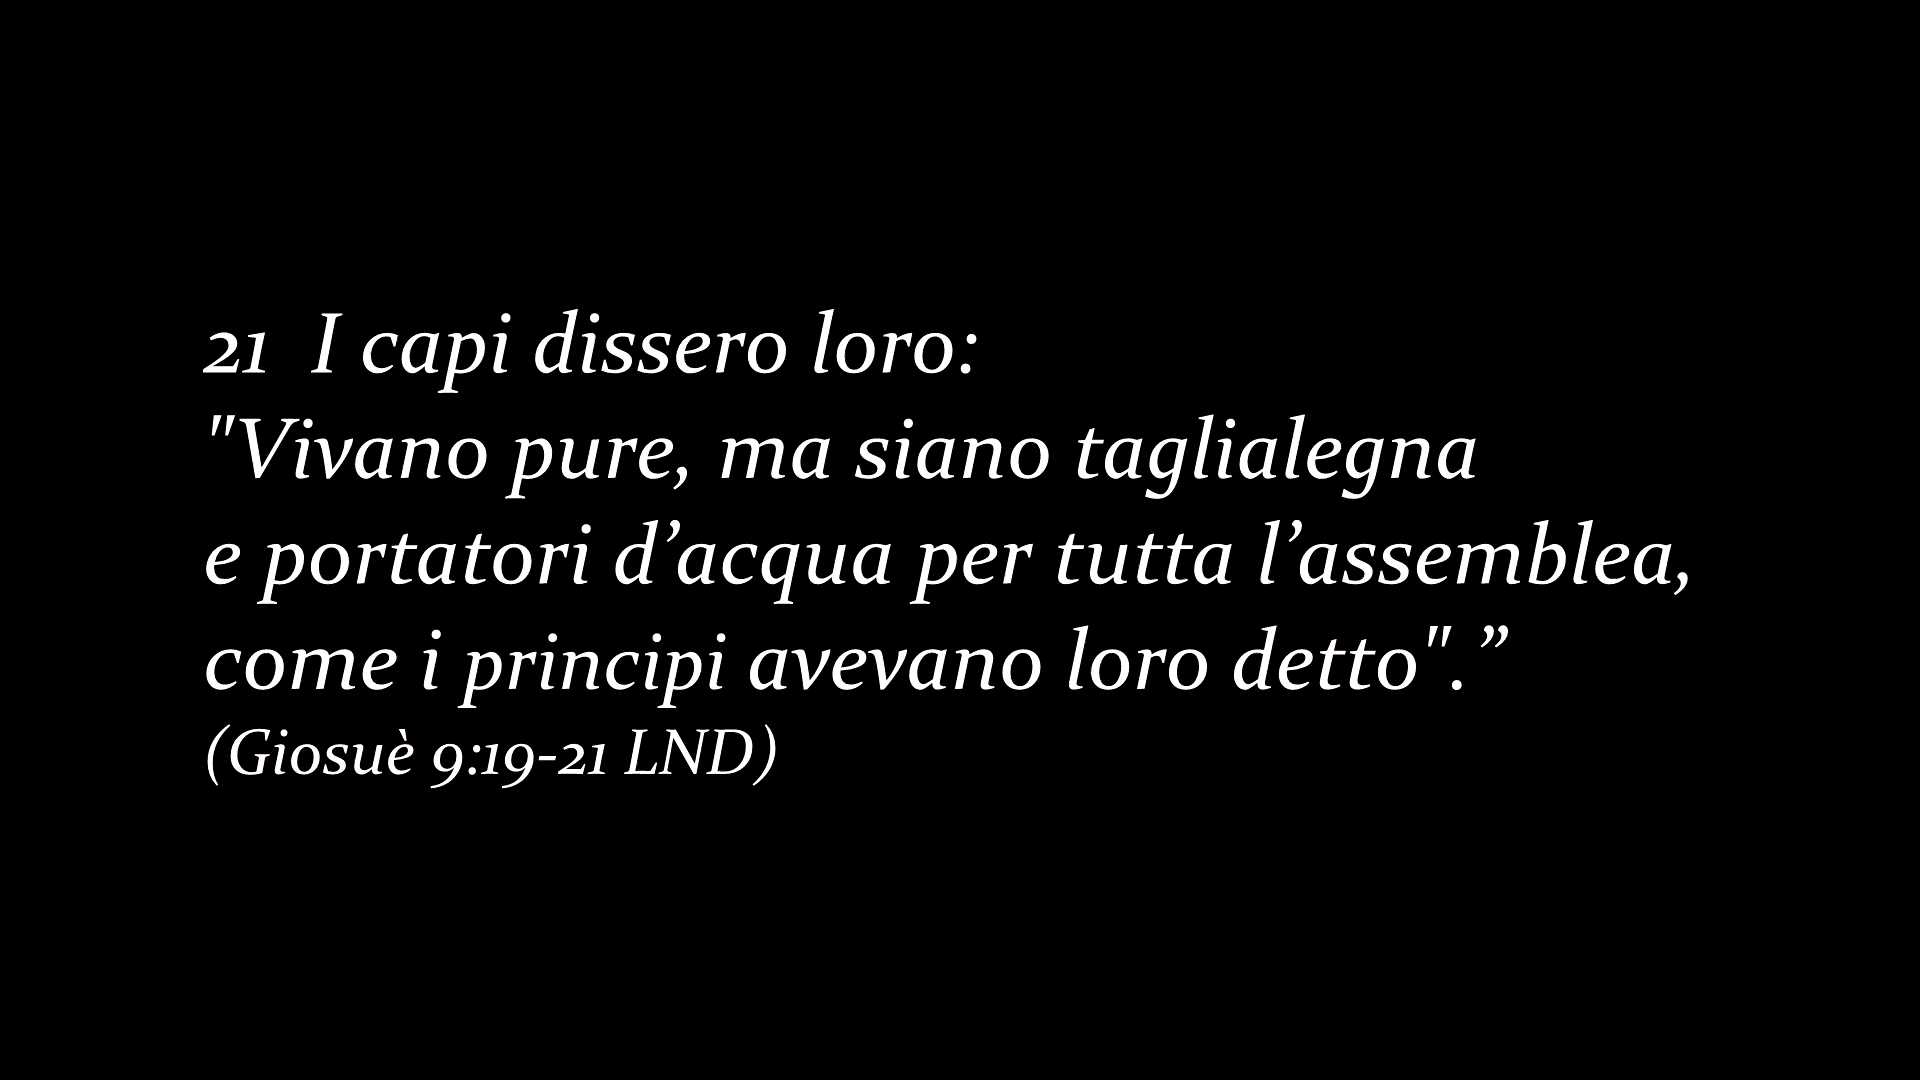 21  I capi dissero loro:
"Vivano pure, ma siano taglialegna
e portatori d’acqua per tutta l’assemblea,
come i principi avevano loro detto".”
(Giosuè 9:19-21 LND)